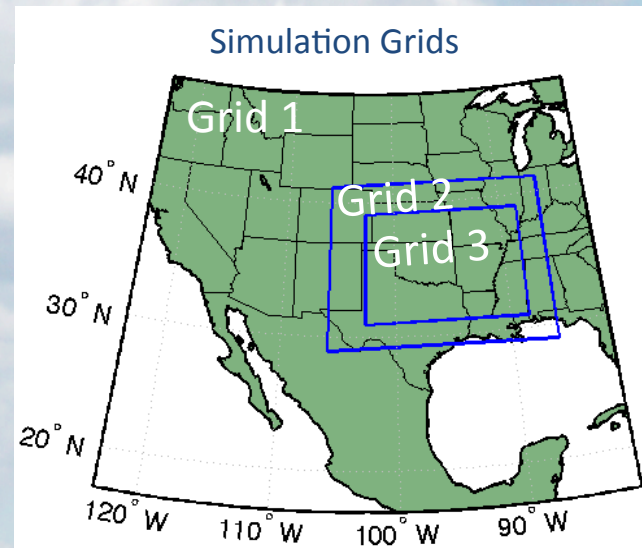 Simulation Grids
Grid 1
40° N
Grid 2
Grid 3
30° N
20° N
120° W
110° W
100° W
90° W